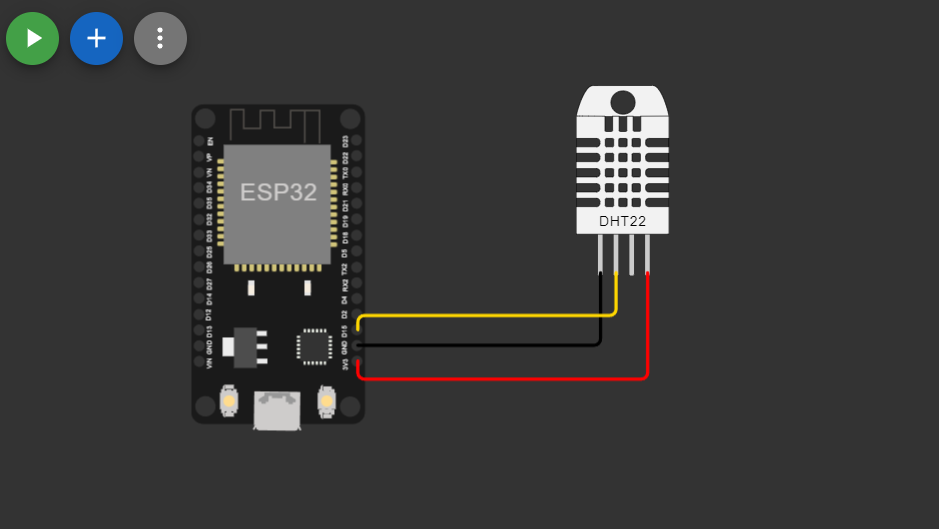 EN
VP
VN
D34
D35
D32
D33
D25
D26
D27
D14
D12
D13
GND
VIN
ESP32
D23
D22
TX0
RX0
D21
D19
D18
D5
TX2
RX2
D4
D2
D15
GND
3V3
DHT22